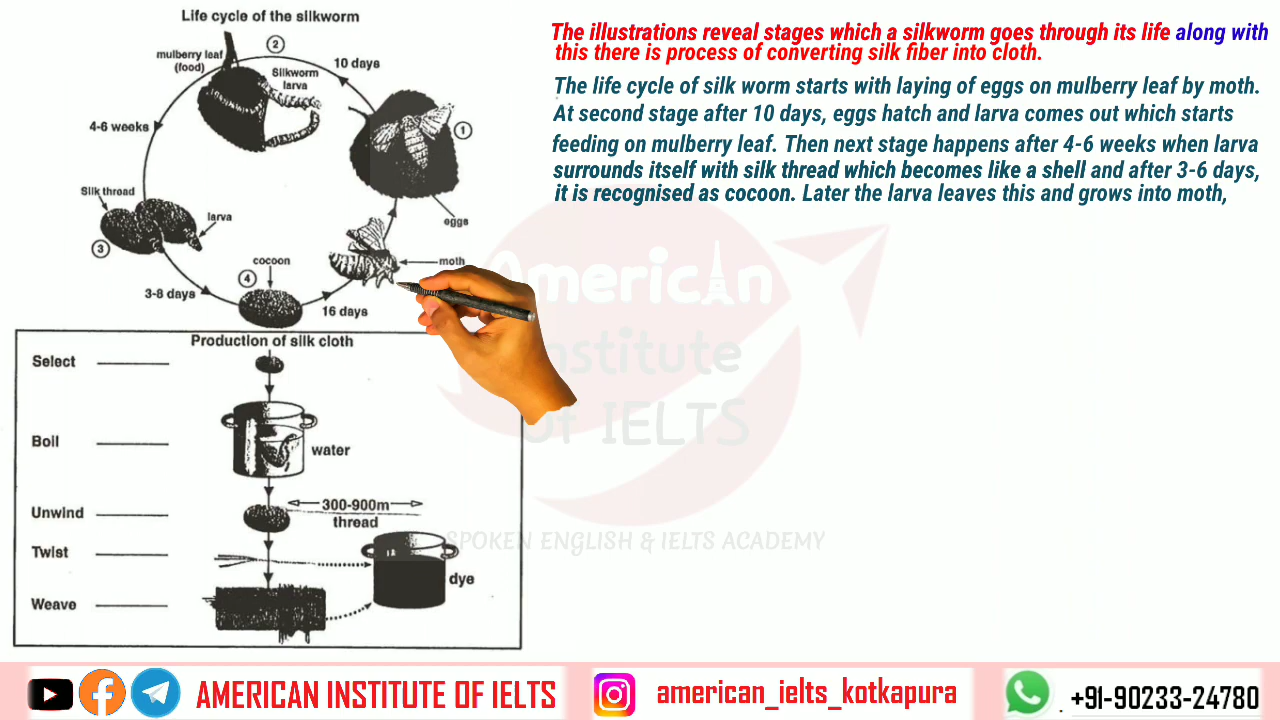 Life cycle of the silkworm
2
mulberry leaf
(food)
Silkworm
larva
10 days
1
4-6 weeks
eggs
Silk thread
larva
3
cocoon
4
moth
3-8 days
16 days
Production of silk cloth
Select
Boil
water
Unwind
300-900m
thread
Twist
dye
Weave
The illustrations reveal stages which a silkworm goes through its life along with
this there is process of converting silk fiber into cloth.
The life cycle of silk worm starts with laying of eggs on mulberry leaf by moth.
At second stage after 10 days, eggs hatch and larva comes out which starts
feeding on mulberry leaf. Then next stage happens after 4-6 weeks when larva
surrounds itself with silk thread which becomes like a shell and after 3-6 days,
it is recognised as cocoon. Later the larva leaves this and grows into moth,
American
Institute
of IELTS
SPOKEN ENGLISH & IELTS ACADEMY
AMERICAN INSTITUTE OF IELTS
american_ielts_kotkapura
+91-90233-24780